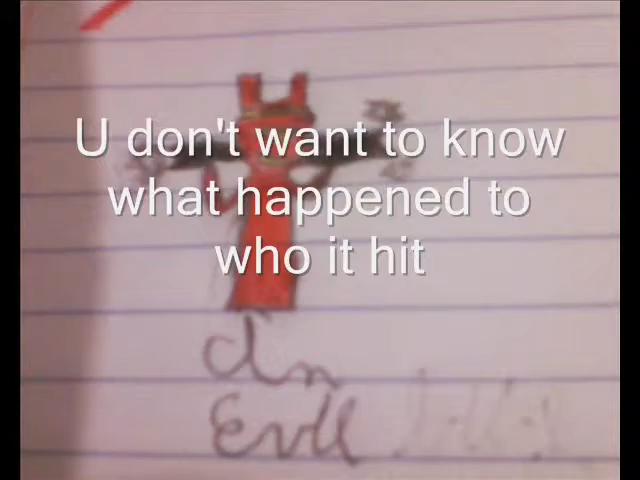 U don't want to know
what happened to
who it hit
An
Evil